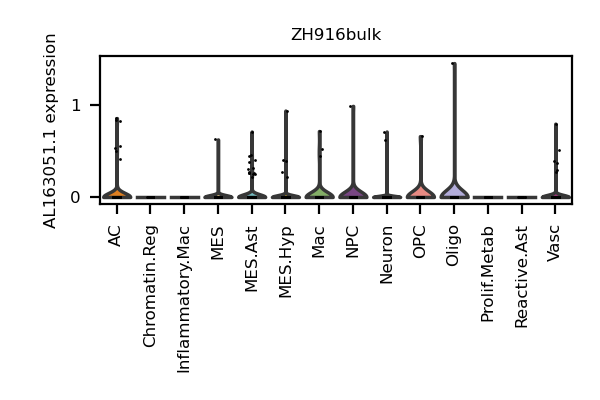 ZH916bulk
AL163051.1 expression
1
0
AC
Chromatin.Reg
Inflammatory.Mac
MES
MES.Ast
MES.Hyp
Mac
NPC
Neuron
OPC
Oligo
Prolif.Metab
Reactive.Ast
Vasc